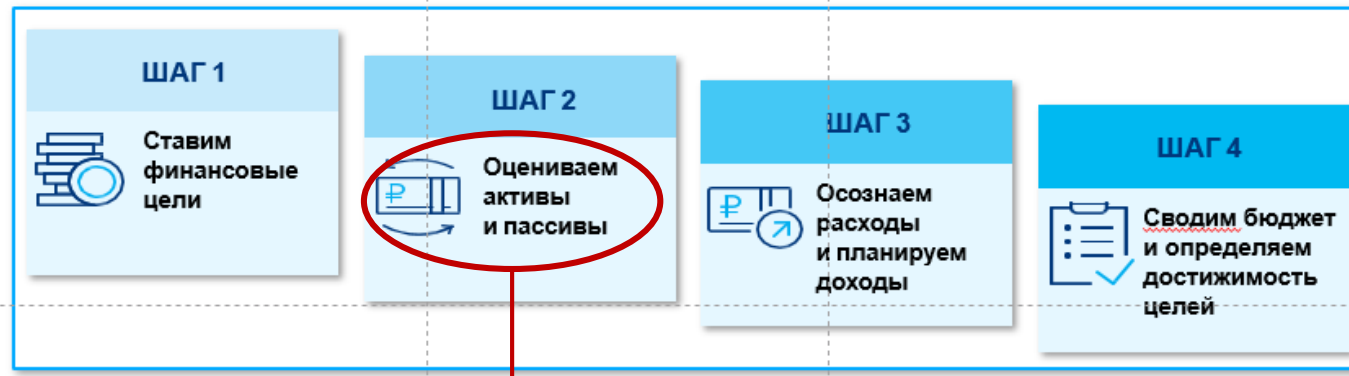 ШАГ 1
Ставим
финансовые
цели
ШАГ 2
₽
Оцениваем
активы
и пассивы
ШАГ 3
₽
Осознаем
расходы
и планируем
доходы
ШАГ 4
Сводим бюджет
и определяем
достижимость
целей